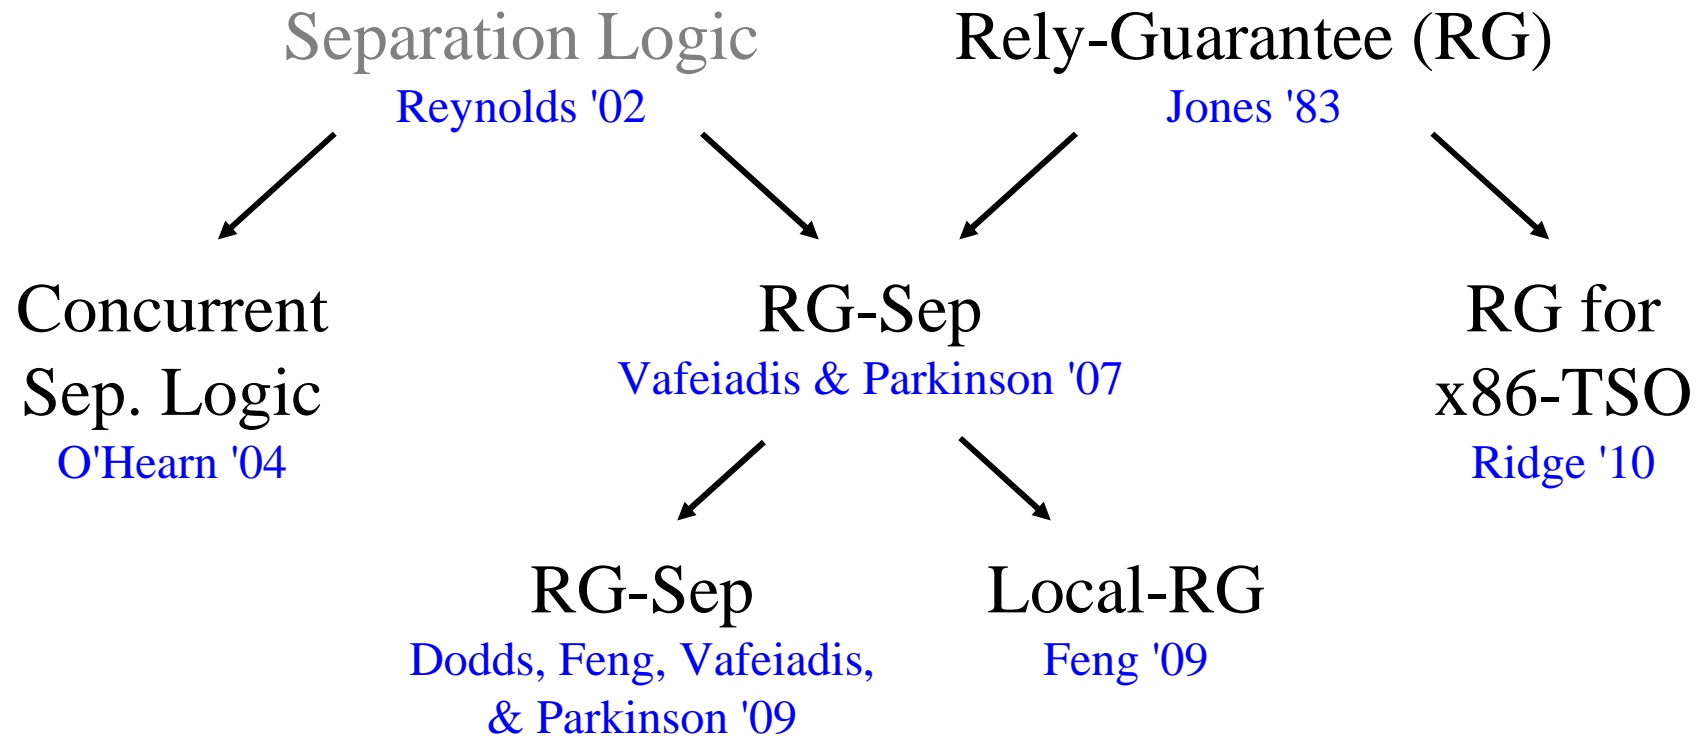 Separation Logic
Reynolds '02
Rely-Guarantee (RG)
Jones '83
Concurrent
Sep. Logic
O'Hearn '04
RG-Sep
Vafeiadis & Parkinson '07
RG for
x86-TSO
Ridge '10
RG-Sep
Dodds, Feng, Vafeiadis,
& Parkinson '09
Local-RG
Feng '09